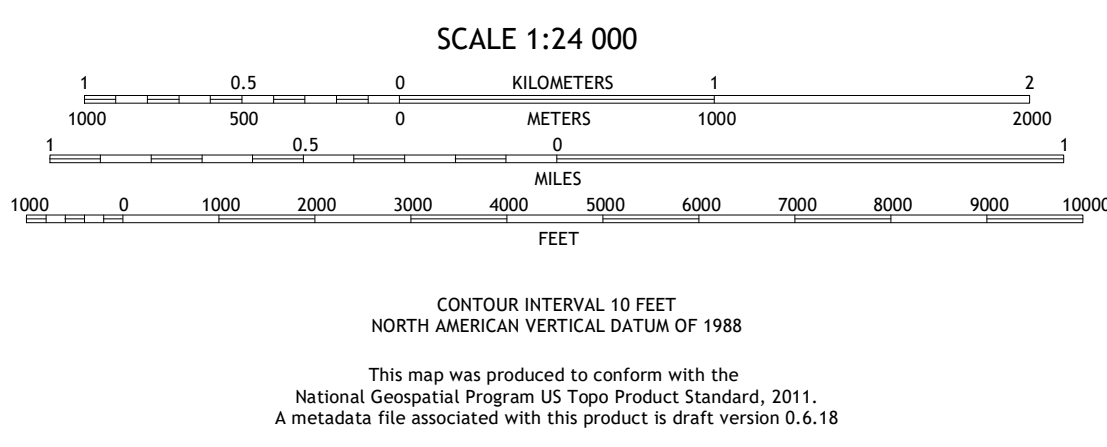 SCALE 1:24 000
1 0.5 0 KILOMETERS 1 2
1000 500 0 METERS 1000 2000
1 0.5 0 1
MILES
1000 0 1000 2000 3000 4000 5000 6000 7000 8000 9000 10000
FEET
CONTOUR INTERVAL 10 FEET
NORTH AMERICAN VERTICAL DATUM OF 1988
This map was produced to conform with the
National Geospatial Program US Topo Product Standard, 2011.
A metadata file associated with this product is draft version 0.6.18